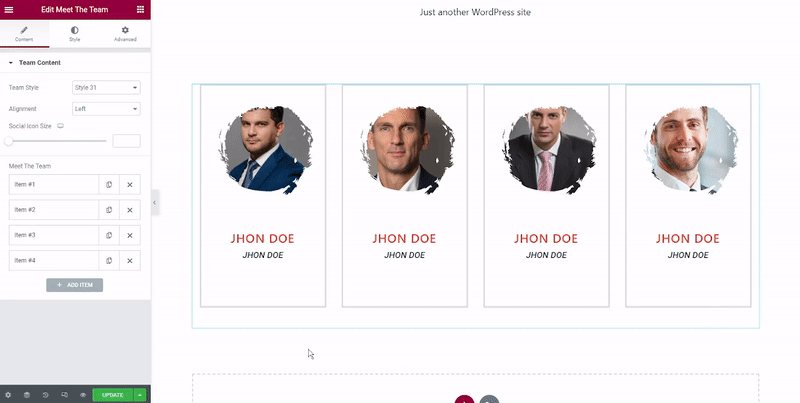 Edit Meet The Team
Content
Style
Advanced
Team Content
Team Style
Style 31
Alignment
Left
Social Icon Size
Meet The Team
Item #1
Item #2
Item #3
Item #4
+ ADD ITEM
UPDATE
Just another WordPress site
JHON DOE
JHON DOE
JHON DOE
JHON DOE
JHON DOE
JHON DOE
JHON DOE
JHON DOE